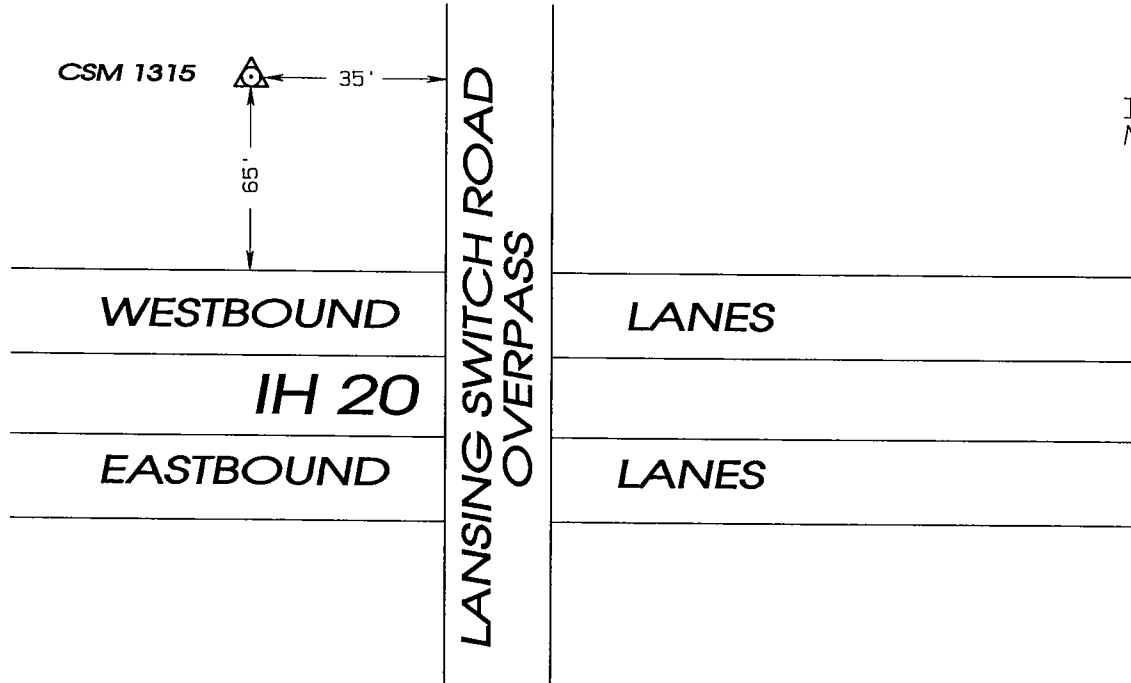 CSM 1315
35'
65'
WESTBOUND LANES
IH 20
EASTBOUND LANES
LANSING SWITCH ROAD
OVERPASS